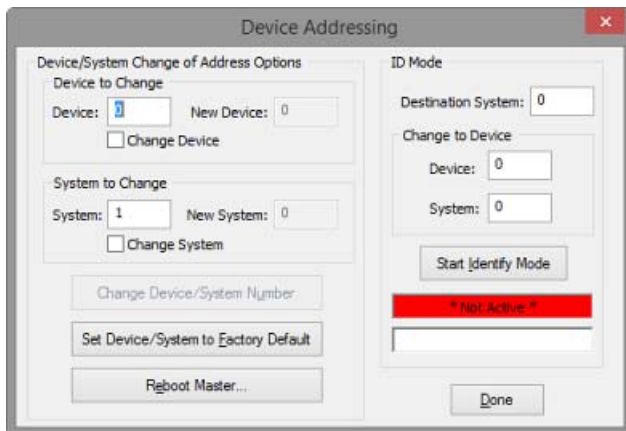 Device Addressing
Device/System Change of Address Options
Device to Change
Device: 0 New Device: 0
Change Device
System to Change
System: 1 New System: 0
Change System
Change Device/System Number
Set Device/System to Factory Default
Reboot Master...
ID Mode
Destination System: 0
Change to Device
Device: 0
System: 0
Start Identify Mode
* Not Active *
Done